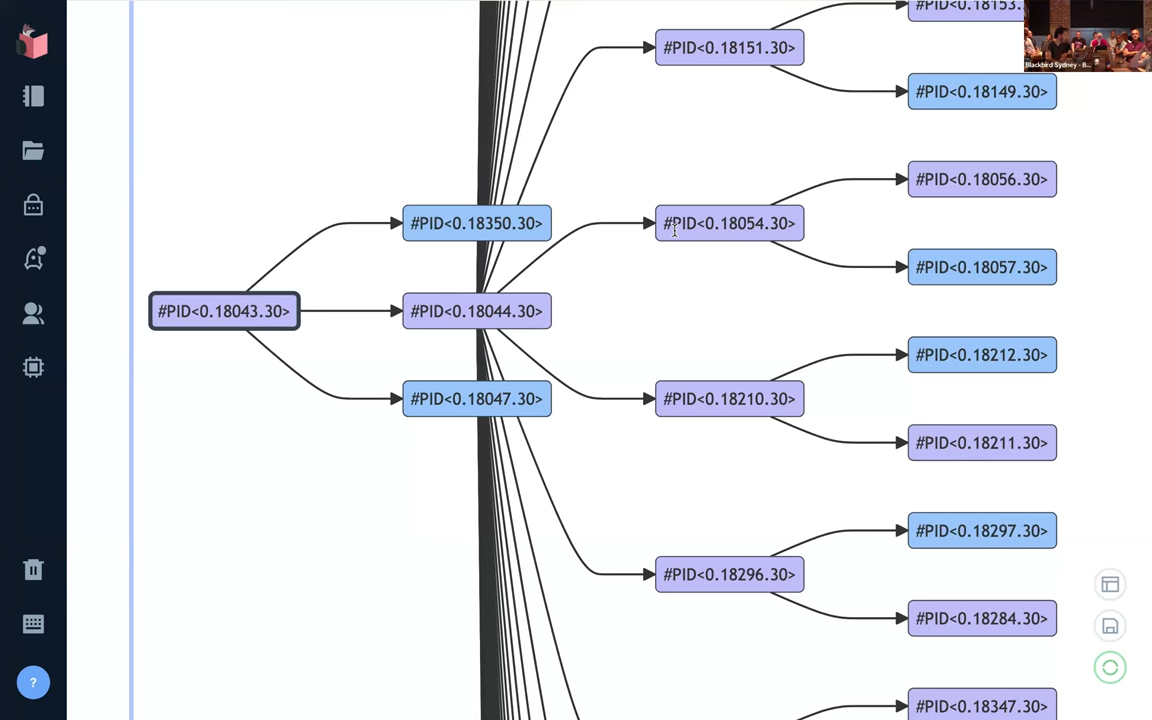 #PID<0.18153.
Blackbird Sydney - B...
#PID<0.18151.30>
#PID<0.18149.30>
#PID<0.18056.30>
#PID<0.18350.30>
#PID<0.18054.30>
#PID<0.18057.30>
#PID<0.18043.30>
#PID<0.18044.30>
#PID<0.18212.30>
#PID<0.18047.30>
#PID<0.18210.30>
#PID<0.18211.30>
#PID<0.18297.30>
#PID<0.18296.30>
#PID<0.18284.30>
?
#PID<0.18347.30>